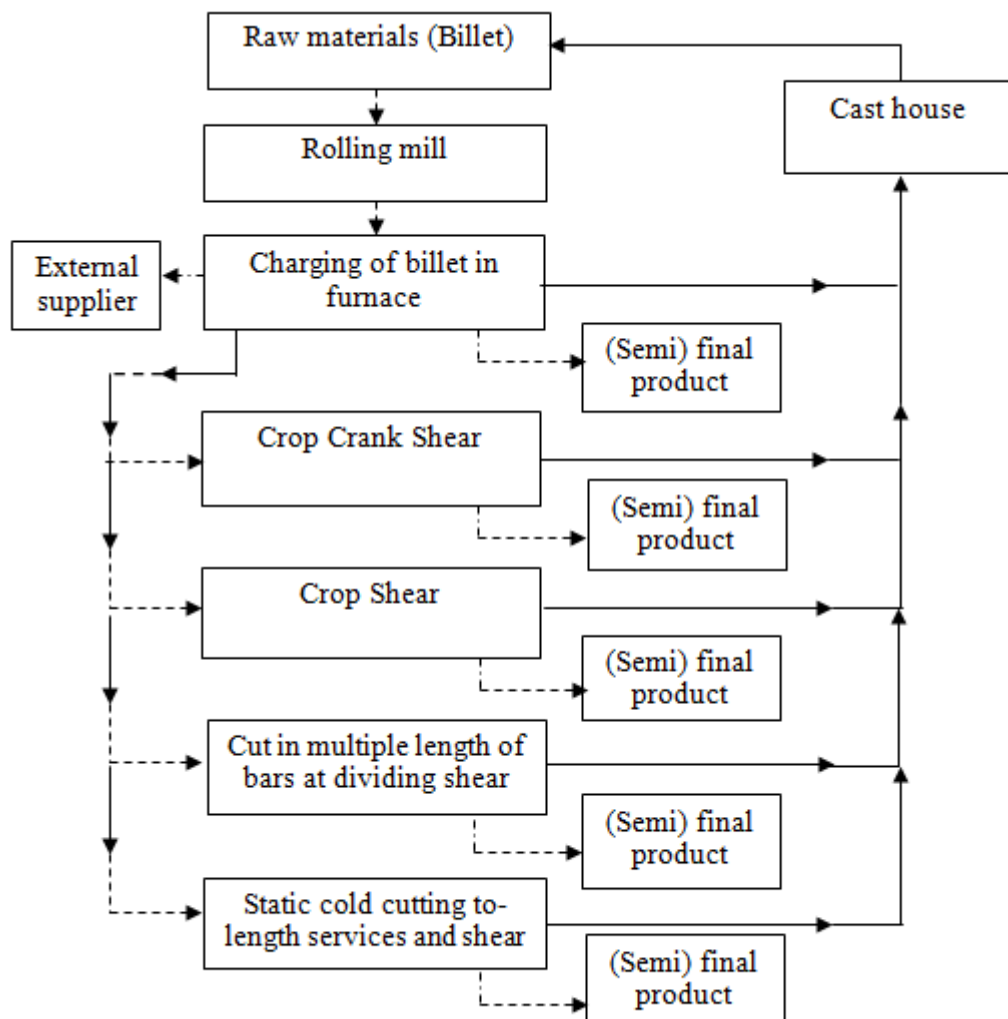 Raw materials (Billet)
Cast house
Rolling mill
External
supplier
Charging of billet in
furnace
(Semi) final
product
Crop Crank Shear
(Semi) final
product
Crop Shear
(Semi) final
product
Cut in multiple length of
bars at dividing shear
(Semi) final
product
Static cold cutting to-
length services and shear
(Semi) final
product